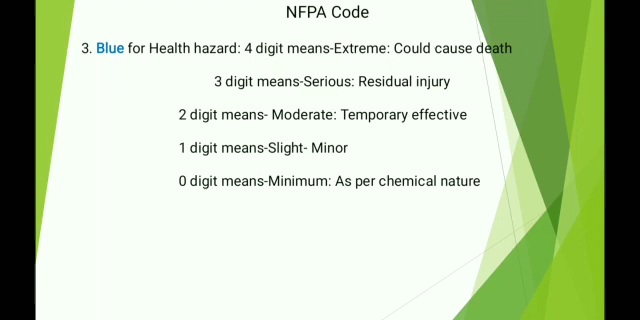 NFPA Code
3. Blue for Health hazard: 4 digit means-Extreme: Could cause death
3 digit means-Serious: Residual injury
2 digit means- Moderate: Temporary effective
1 digit means-Slight- Minor
0 digit means-Minimum: As per chemical nature